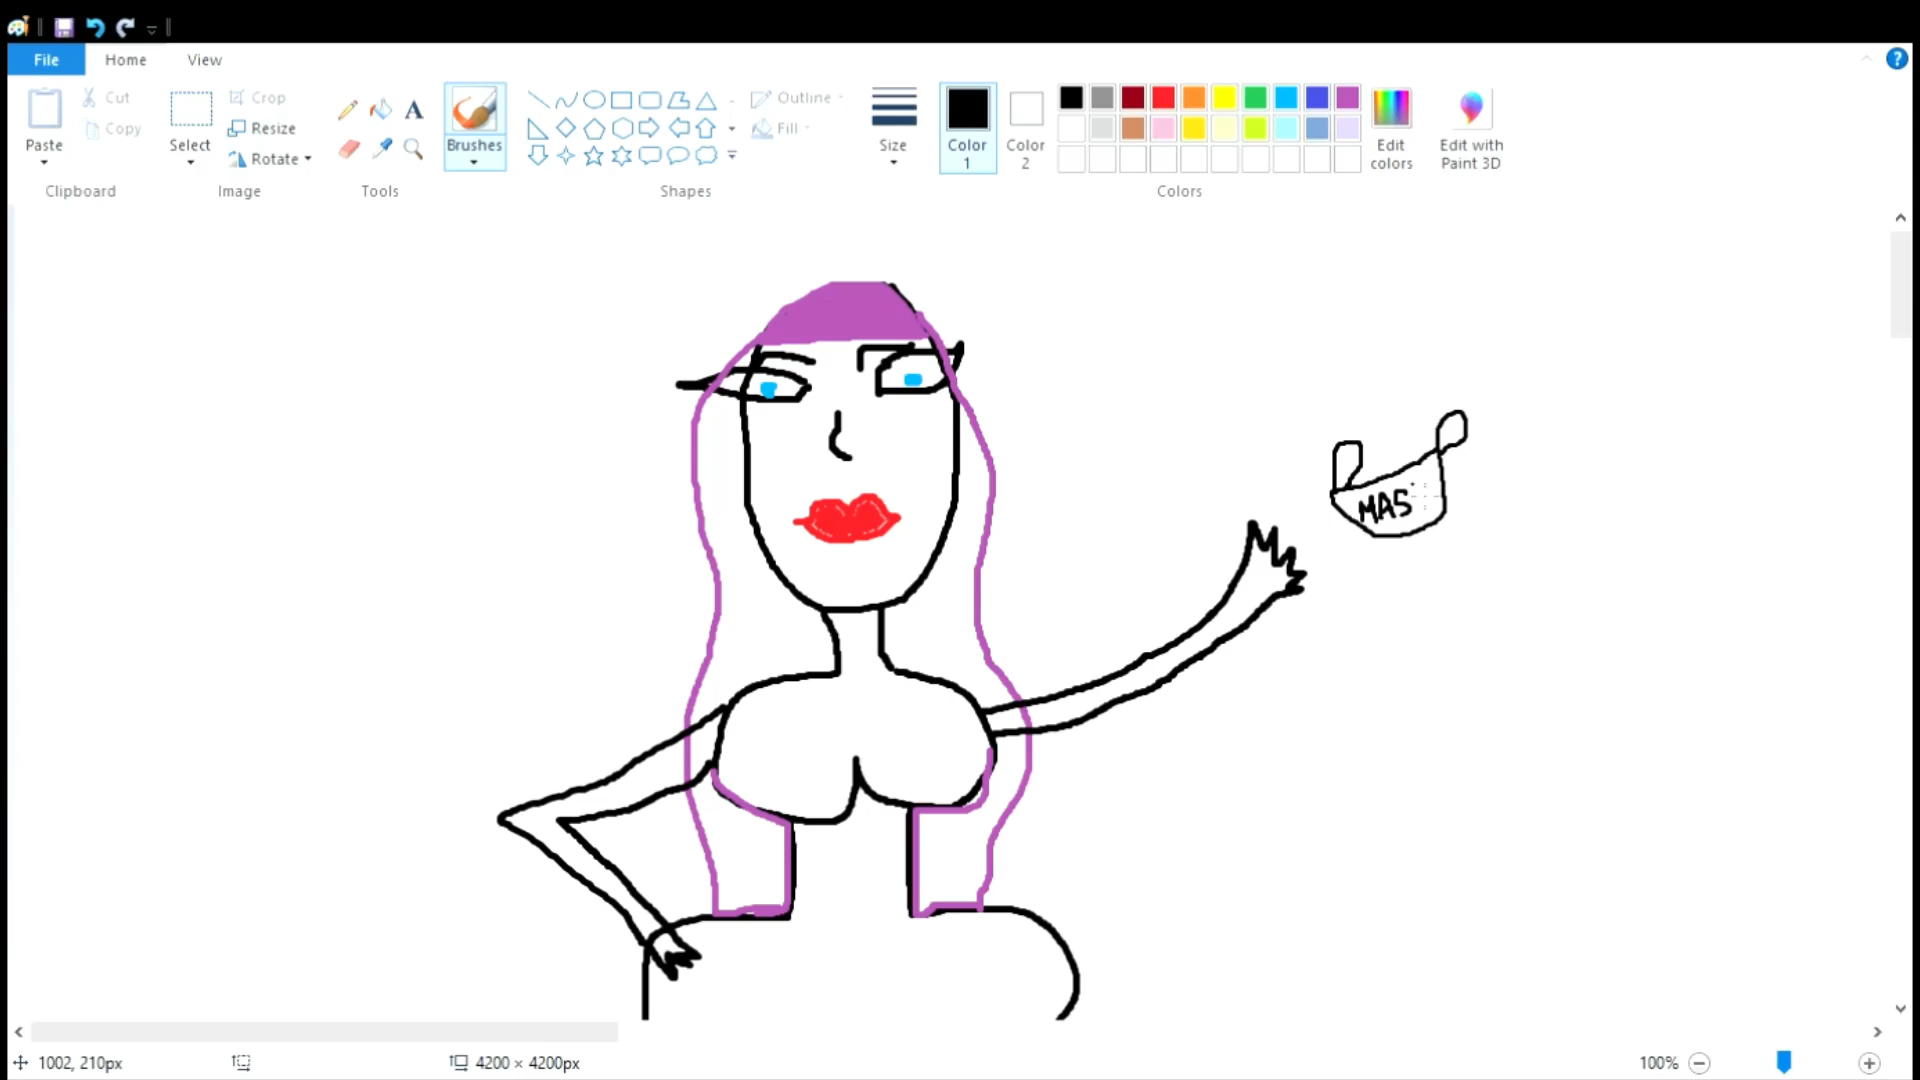 File Home View
Paste
Cut
Copy
Clipboard
Select
Crop
Resize
Rotate
Image
Tools
Brushes
Outline
Fill
Shapes
Size
Color
1
Color
2
Edit
colors
Colors
Edit with
Paint 3D
A
?
MAS
1002, 210px
4200 × 4200px
100%